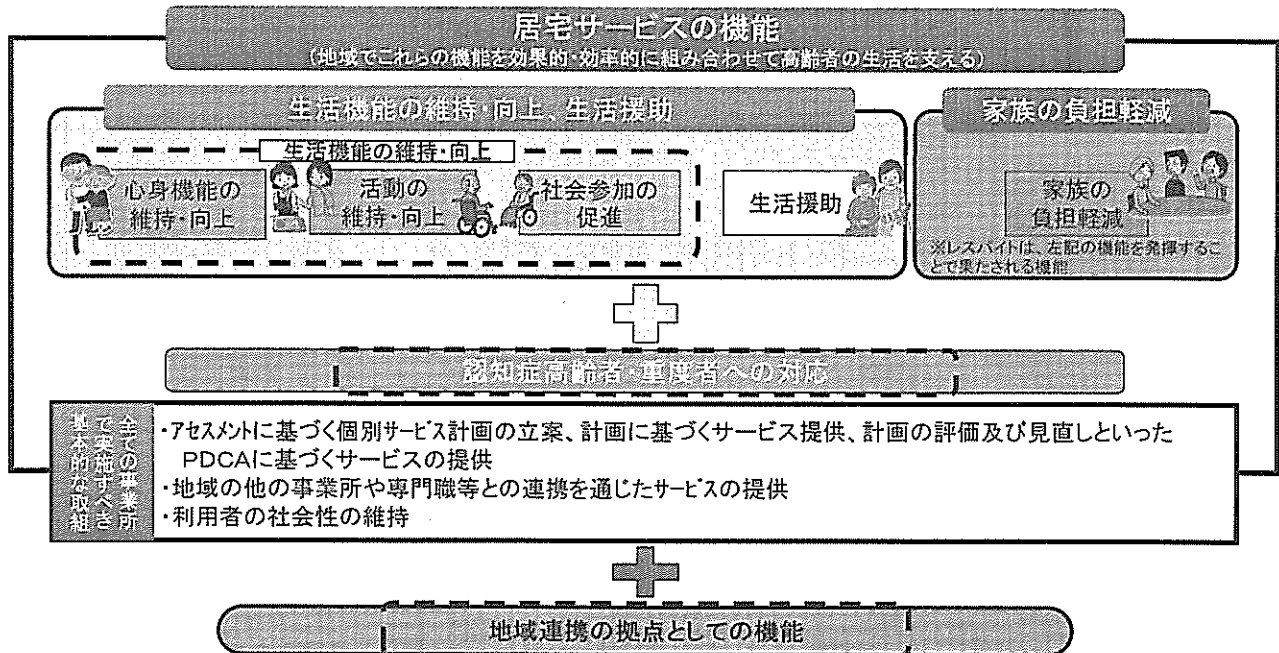 居宅サービスの機能
(地域でこれらの機能を効果的・効率的に組み合わせて高齢者の生活を支える)
生活機能の維持・向上、生活援助
家族の負担軽減
生活機能の維持・向上
心身機能の
維持・向上
活動の
維持・向上
社会参加の
促進
生活援助
家族の
負担軽減
※レスパイトは、左記の機能を発揮するこ
とで果たされる機能
認知症高齢者・重度者への対応
全ての事業所
で実施すべき
基本的な取組
・アセスメントに基づく個別サービス計画の立案、計画に基づくサービス提供、計画の評価及び見直しといった
PDCAに基づくサービスの提供
・地域の他の事業所や専門職等との連携を通じたサービスの提供
・利用者の社会性の維持
地域連携の拠点としての機能